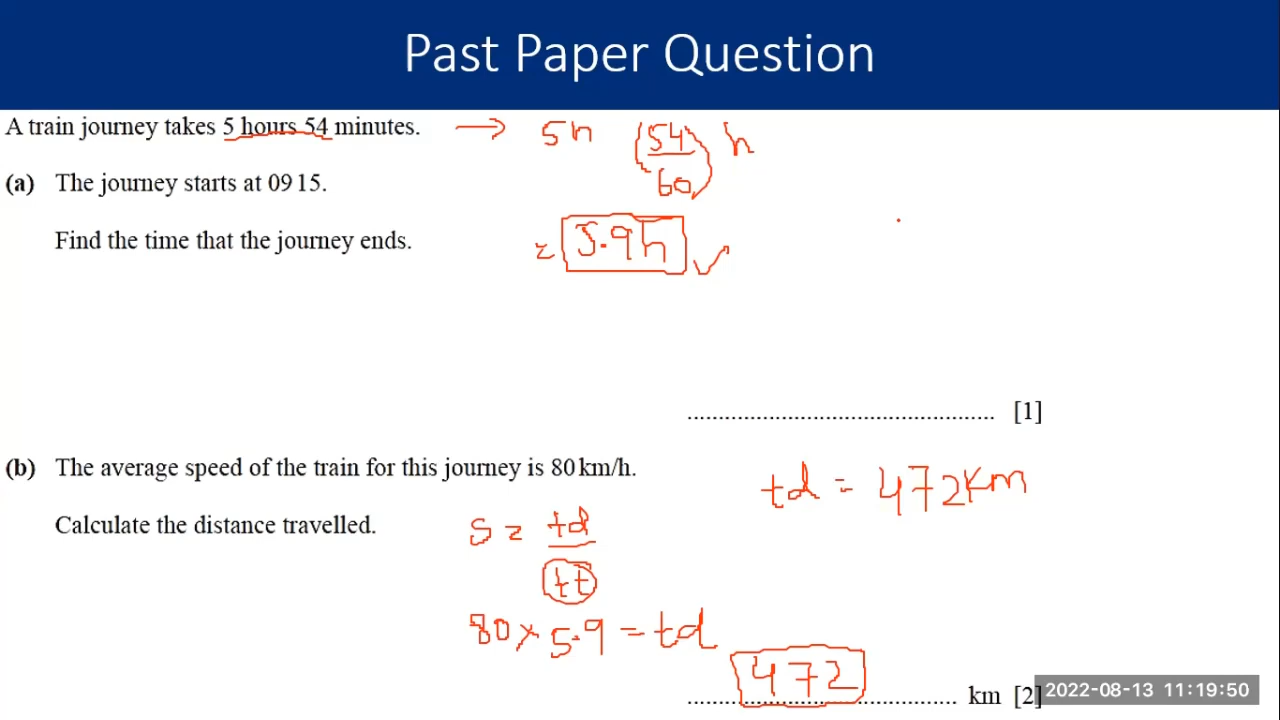 Past Paper Question
A train journey takes 5 hours 54 minutes. → 5h (54/60) h
(a) The journey starts at 09 15.
Find the time that the journey ends.
= 5.9h ✓
.................................................. [1]
(b) The average speed of the train for this journey is 80 km/h.
td = 472km
Calculate the distance travelled.
S = td/tt
80 × 5.9 = td
472
............................................ km [2]
2022-08-13 11:19:50